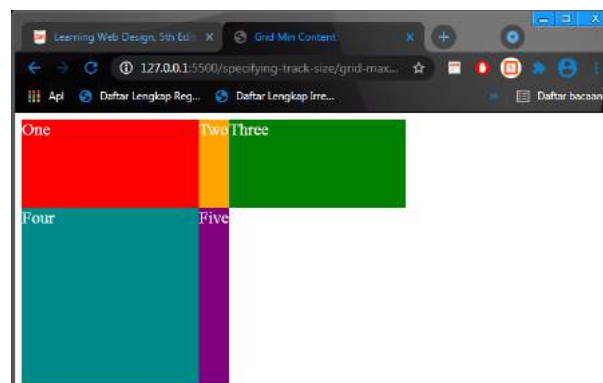 Learning Web Design, 5th Edi
Grid Min Content
127.0.0.1:5500/specifying-track-size/grid-max...
Apl
Daftar Lengkap Reg...
Daftar Lengkap Irre...
Daftar bacaan
One
Two
Three
Four
Five